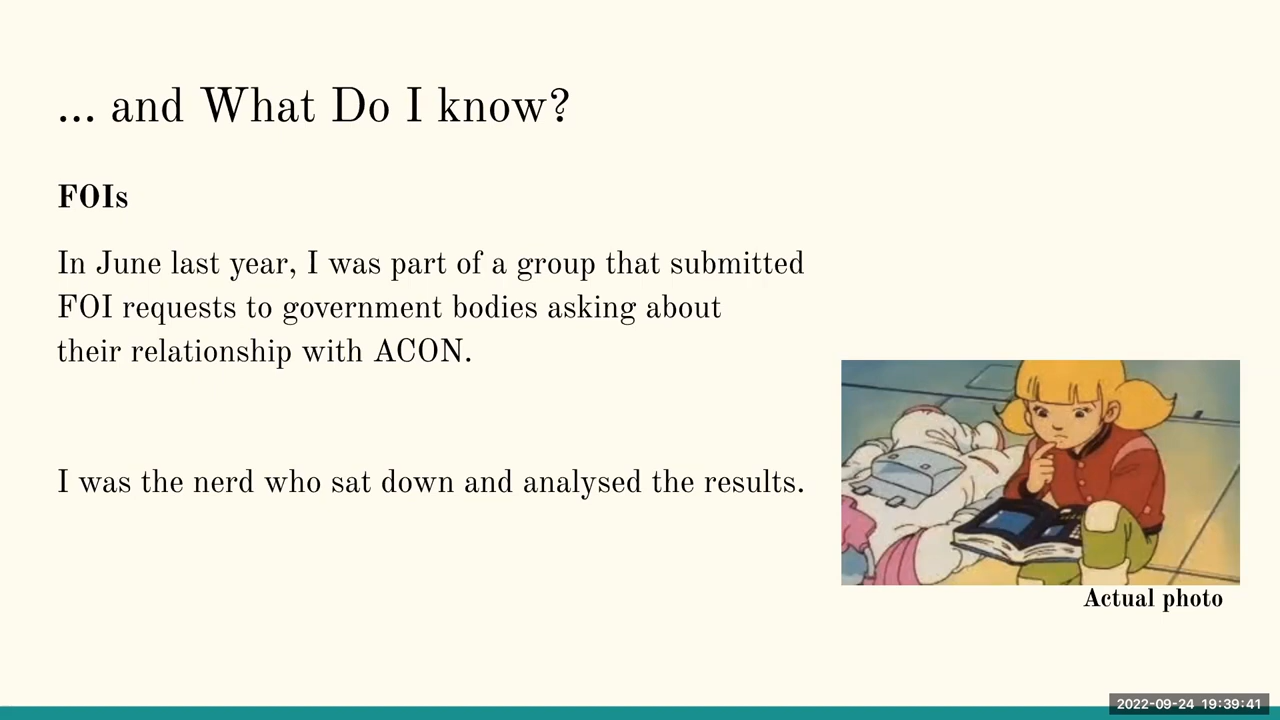 ... and What Do I know?
FOIs
In June last year, I was part of a group that submitted
FOI requests to government bodies asking about
their relationship with ACON.
I was the nerd who sat down and analysed the results.
Actual photo
2022-09-24 19:39:41